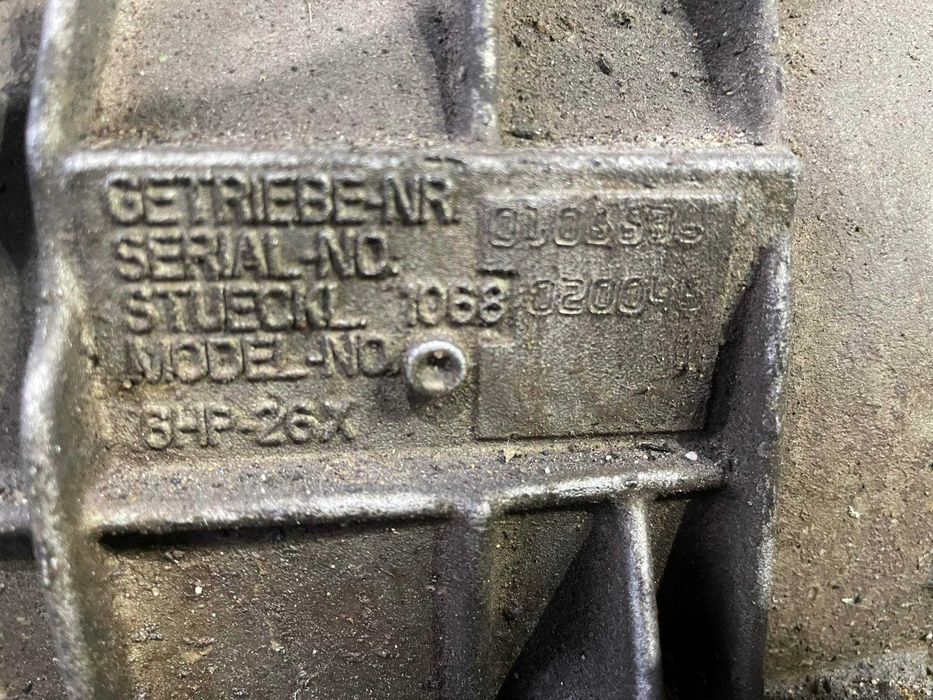 GETRIEBE-NR.
SERIAL-NO.
STUECKL. 1068
MODEL-NO.
6HP-26X